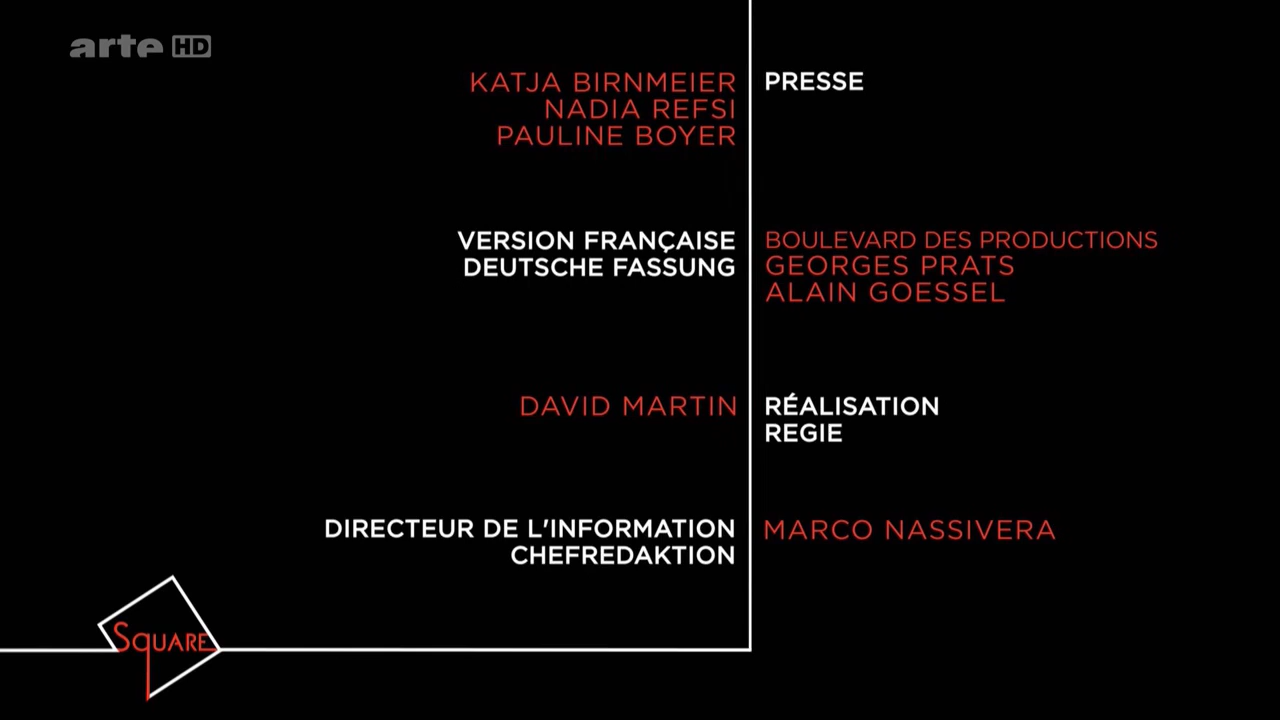 arte HD
KATJA BIRNMEIER
NADIA REFSI
PAULINE BOYER
PRESSE
VERSION FRANÇAISE
DEUTSCHE FASSUNG
BOULEVARD DES PRODUCTIONS
GEORGES PRATS
ALAIN GOESSEL
DAVID MARTIN
RÉALISATION
REGIE
DIRECTEUR DE L'INFORMATION
CHEFREDAKTION
MARCO NASSIVERA
SqUARE